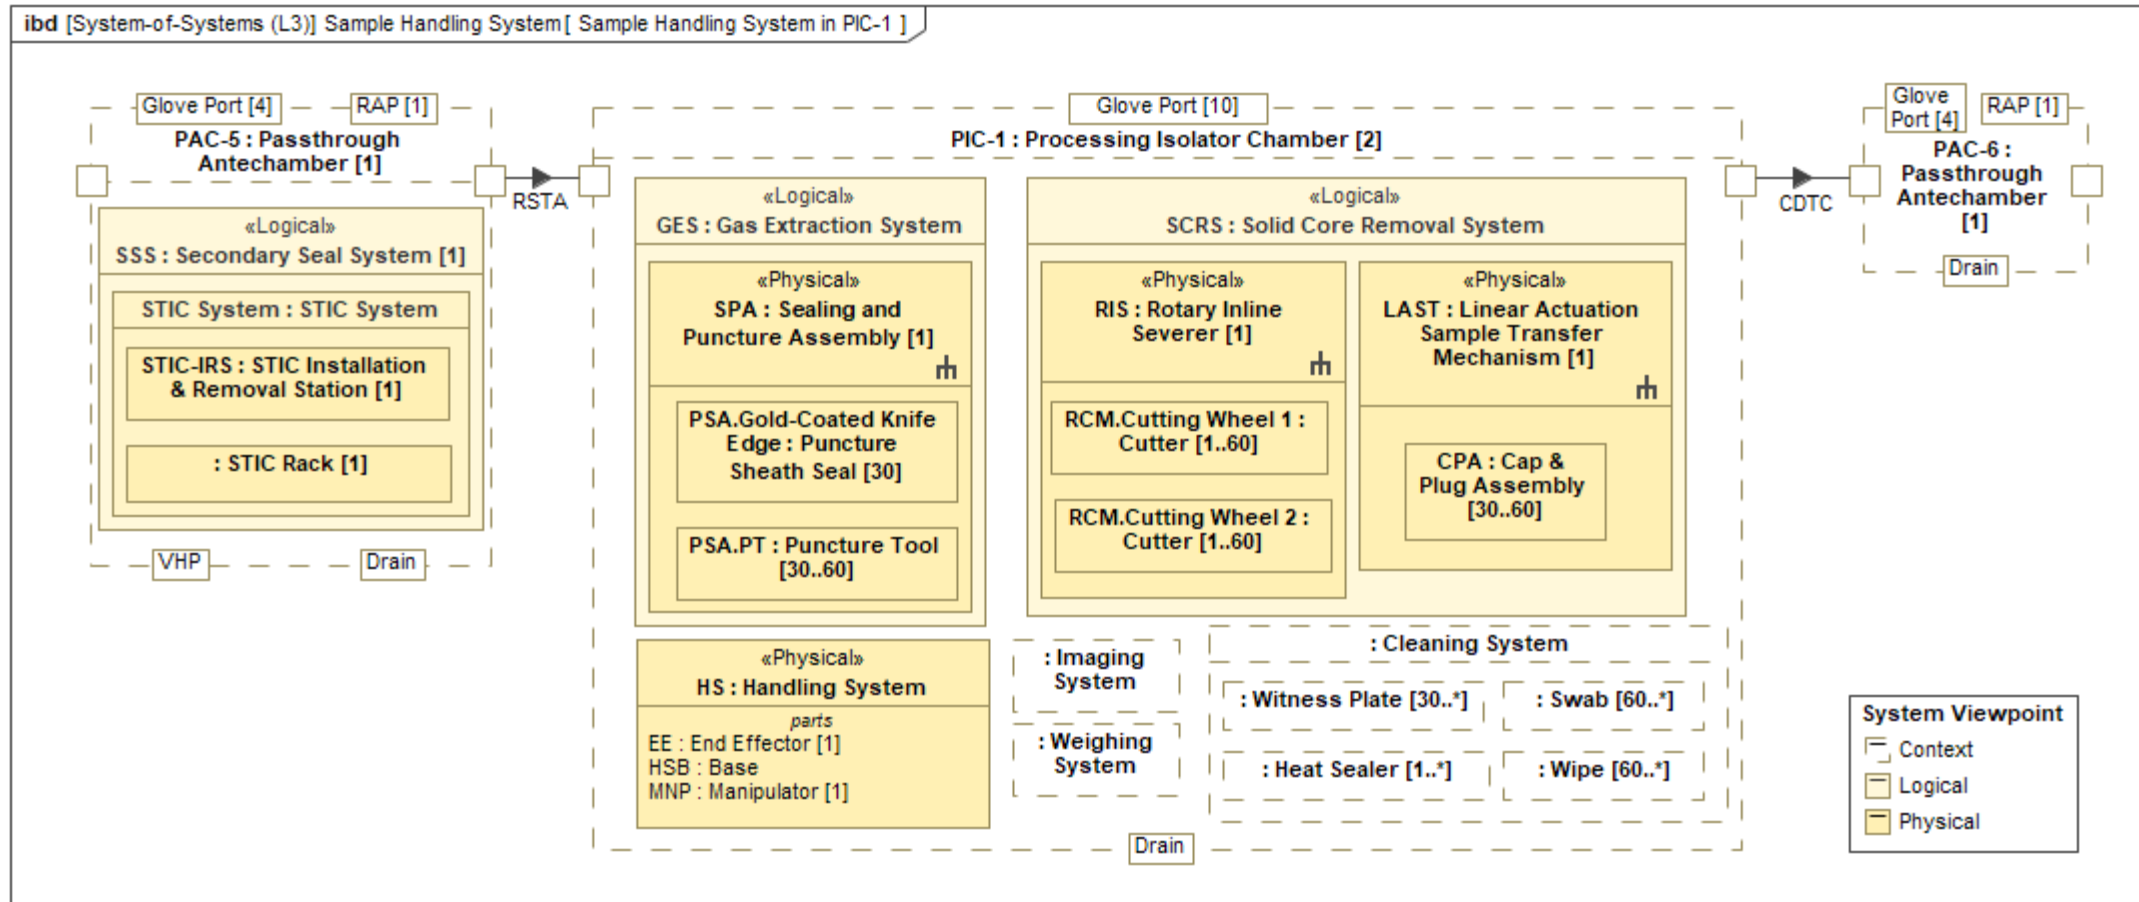 ibd [System-of-Systems (L3)] Sample Handling System[ Sample Handling System in PIC-1 ]
Glove Port [4]
RAP [1]
PAC-5 : Passthrough
Antechamber [1]
«Logical»
SSS : Secondary Seal System [1]
STIC System : STIC System
STIC-IRS : STIC Installation
& Removal Station [1]
: STIC Rack [1]
VHP
Drain
RSTA
Glove Port [10]
PIC-1 : Processing Isolator Chamber [2]
«Logical»
GES : Gas Extraction System
«Physical»
SPA : Sealing and
Puncture Assembly [1]
PSA.Gold-Coated Knife
Edge : Puncture
Sheath Seal [30]
PSA.PT : Puncture Tool
[30..60]
«Logical»
SCRS : Solid Core Removal System
«Physical»
RIS : Rotary Inline
Severer [1]
RCM.Cutting Wheel 1 :
Cutter [1..60]
RCM.Cutting Wheel 2 :
Cutter [1..60]
«Physical»
LAST : Linear Actuation
Sample Transfer
Mechanism [1]
CPA : Cap &
Plug Assembly
[30..60]
«Physical»
HS : Handling System
parts
EE : End Effector [1]
HSB : Base
MNP : Manipulator [1]
: Imaging
System
: Weighing
System
: Cleaning System
: Witness Plate [30..*]
: Swab [60..*]
: Heat Sealer [1..*]
: Wipe [60..*]
Drain
CDTC
Glove
Port [4]
RAP [1]
PAC-6 :
Passthrough
Antechamber
[1]
Drain
System Viewpoint
Context
Logical
Physical